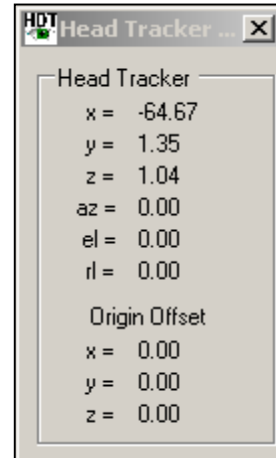 HDT Head Tracker ...
Head Tracker
x = -64.67
y = 1.35
z = 1.04
az = 0.00
el = 0.00
rl = 0.00
Origin Offset
x = 0.00
y = 0.00
z = 0.00